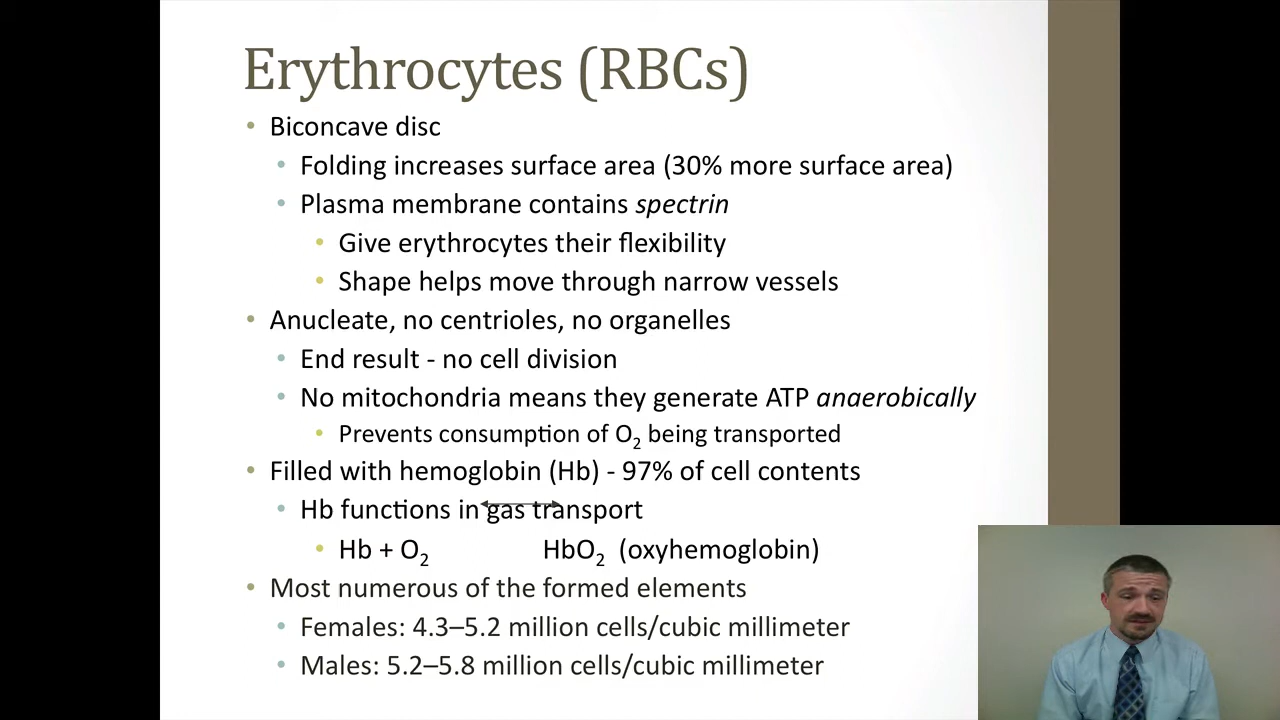 Erythrocytes (RBCs)
• Biconcave disc
• Folding increases surface area (30% more surface area)
• Plasma membrane contains spectrin
• Give erythrocytes their flexibility
• Shape helps move through narrow vessels
• Anucleate, no centrioles, no organelles
• End result - no cell division
• No mitochondria means they generate ATP anaerobically
• Prevents consumption of O2 being transported
• Filled with hemoglobin (Hb) - 97% of cell contents
• Hb functions in gas transport
• Hb + O2 HbO2 (oxyhemoglobin)
• Most numerous of the formed elements
• Females: 4.3–5.2 million cells/cubic millimeter
• Males: 5.2–5.8 million cells/cubic millimeter